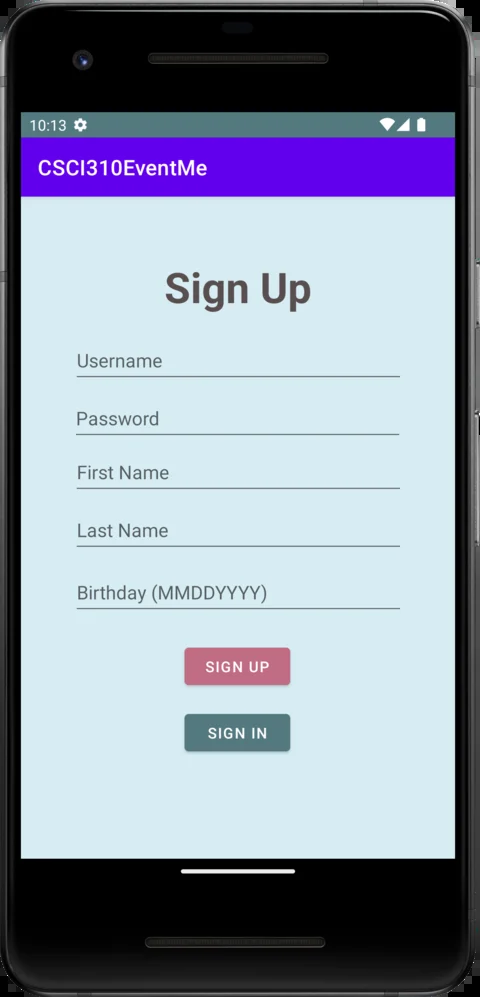 10:13
CSCI310EventMe
Sign Up
Username
Password
First Name
Last Name
Birthday (MMDDYYYY)
SIGN UP
SIGN IN